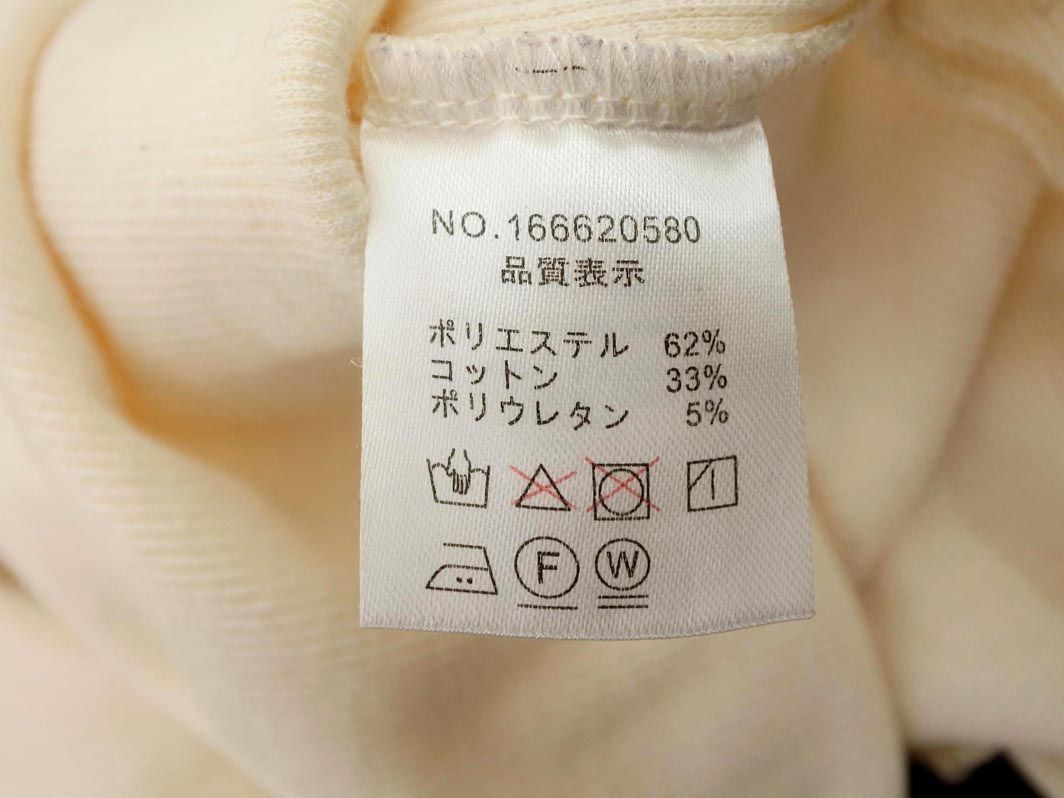 NO.166620580
品質表示
ポリエステル 62%
コットン 33%
ポリウレタン 5%
F W